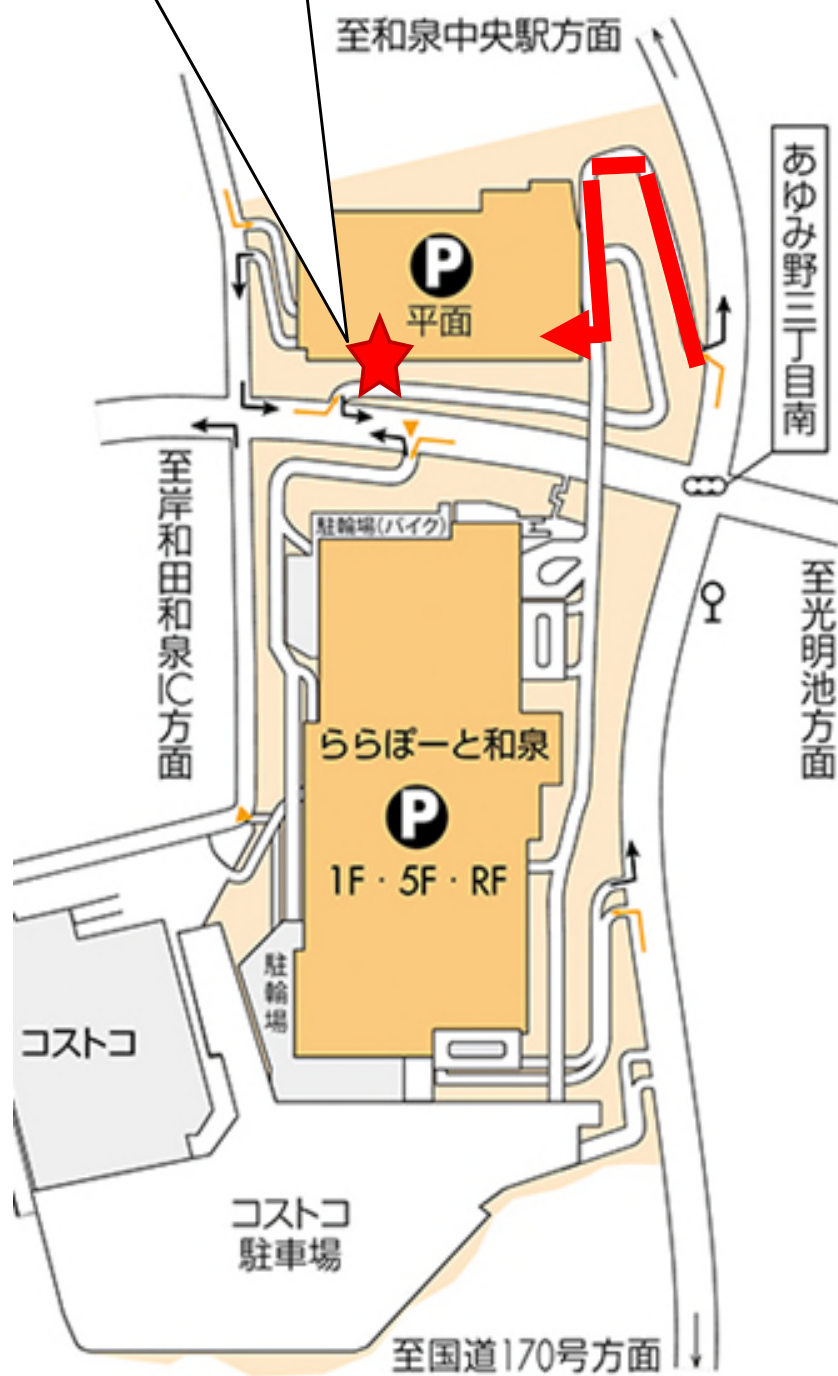 至和泉中央駅方面
あゆみ野三丁目南
P
平面
至岸和田和泉IC方面
駐輪場(バイク)
至光明池方面
ららぽーと和泉
P
1F・5F・RF
駐輪場
コストコ
コストコ
駐車場
至国道170号方面